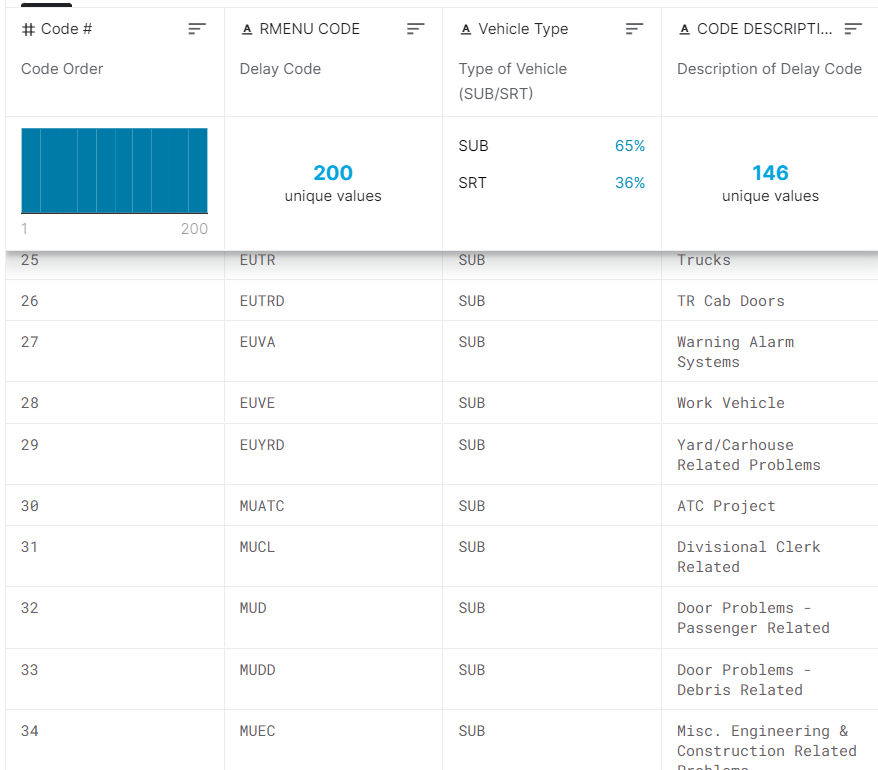 # Code #
A RMENU CODE
A Vehicle Type
A CODE DESCRIPTI...
Code Order
Delay Code
Type of Vehicle
(SUB/SRT)
Description of Delay Code
SUB 65%
SRT 36%
200
unique values
146
unique values
1 200
25 EUTR SUB Trucks
26 EUTRD SUB TR Cab Doors
27 EUVA SUB Warning Alarm
Systems
28 EUVE SUB Work Vehicle
29 EUYRD SUB Yard/Carhouse
Related Problems
30 MUATC SUB ATC Project
31 MUCL SUB Divisional Clerk
Related
32 MUD SUB Door Problems -
Passenger Related
33 MUDD SUB Door Problems -
Debris Related
34 MUEC SUB Misc. Engineering &
Construction Related
Problems